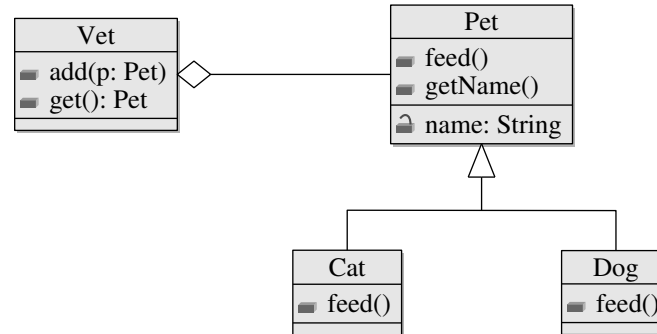 Vet
add(p: Pet)
get(): Pet
Pet
feed()
getName()
name: String
Cat
feed()
Dog
feed()